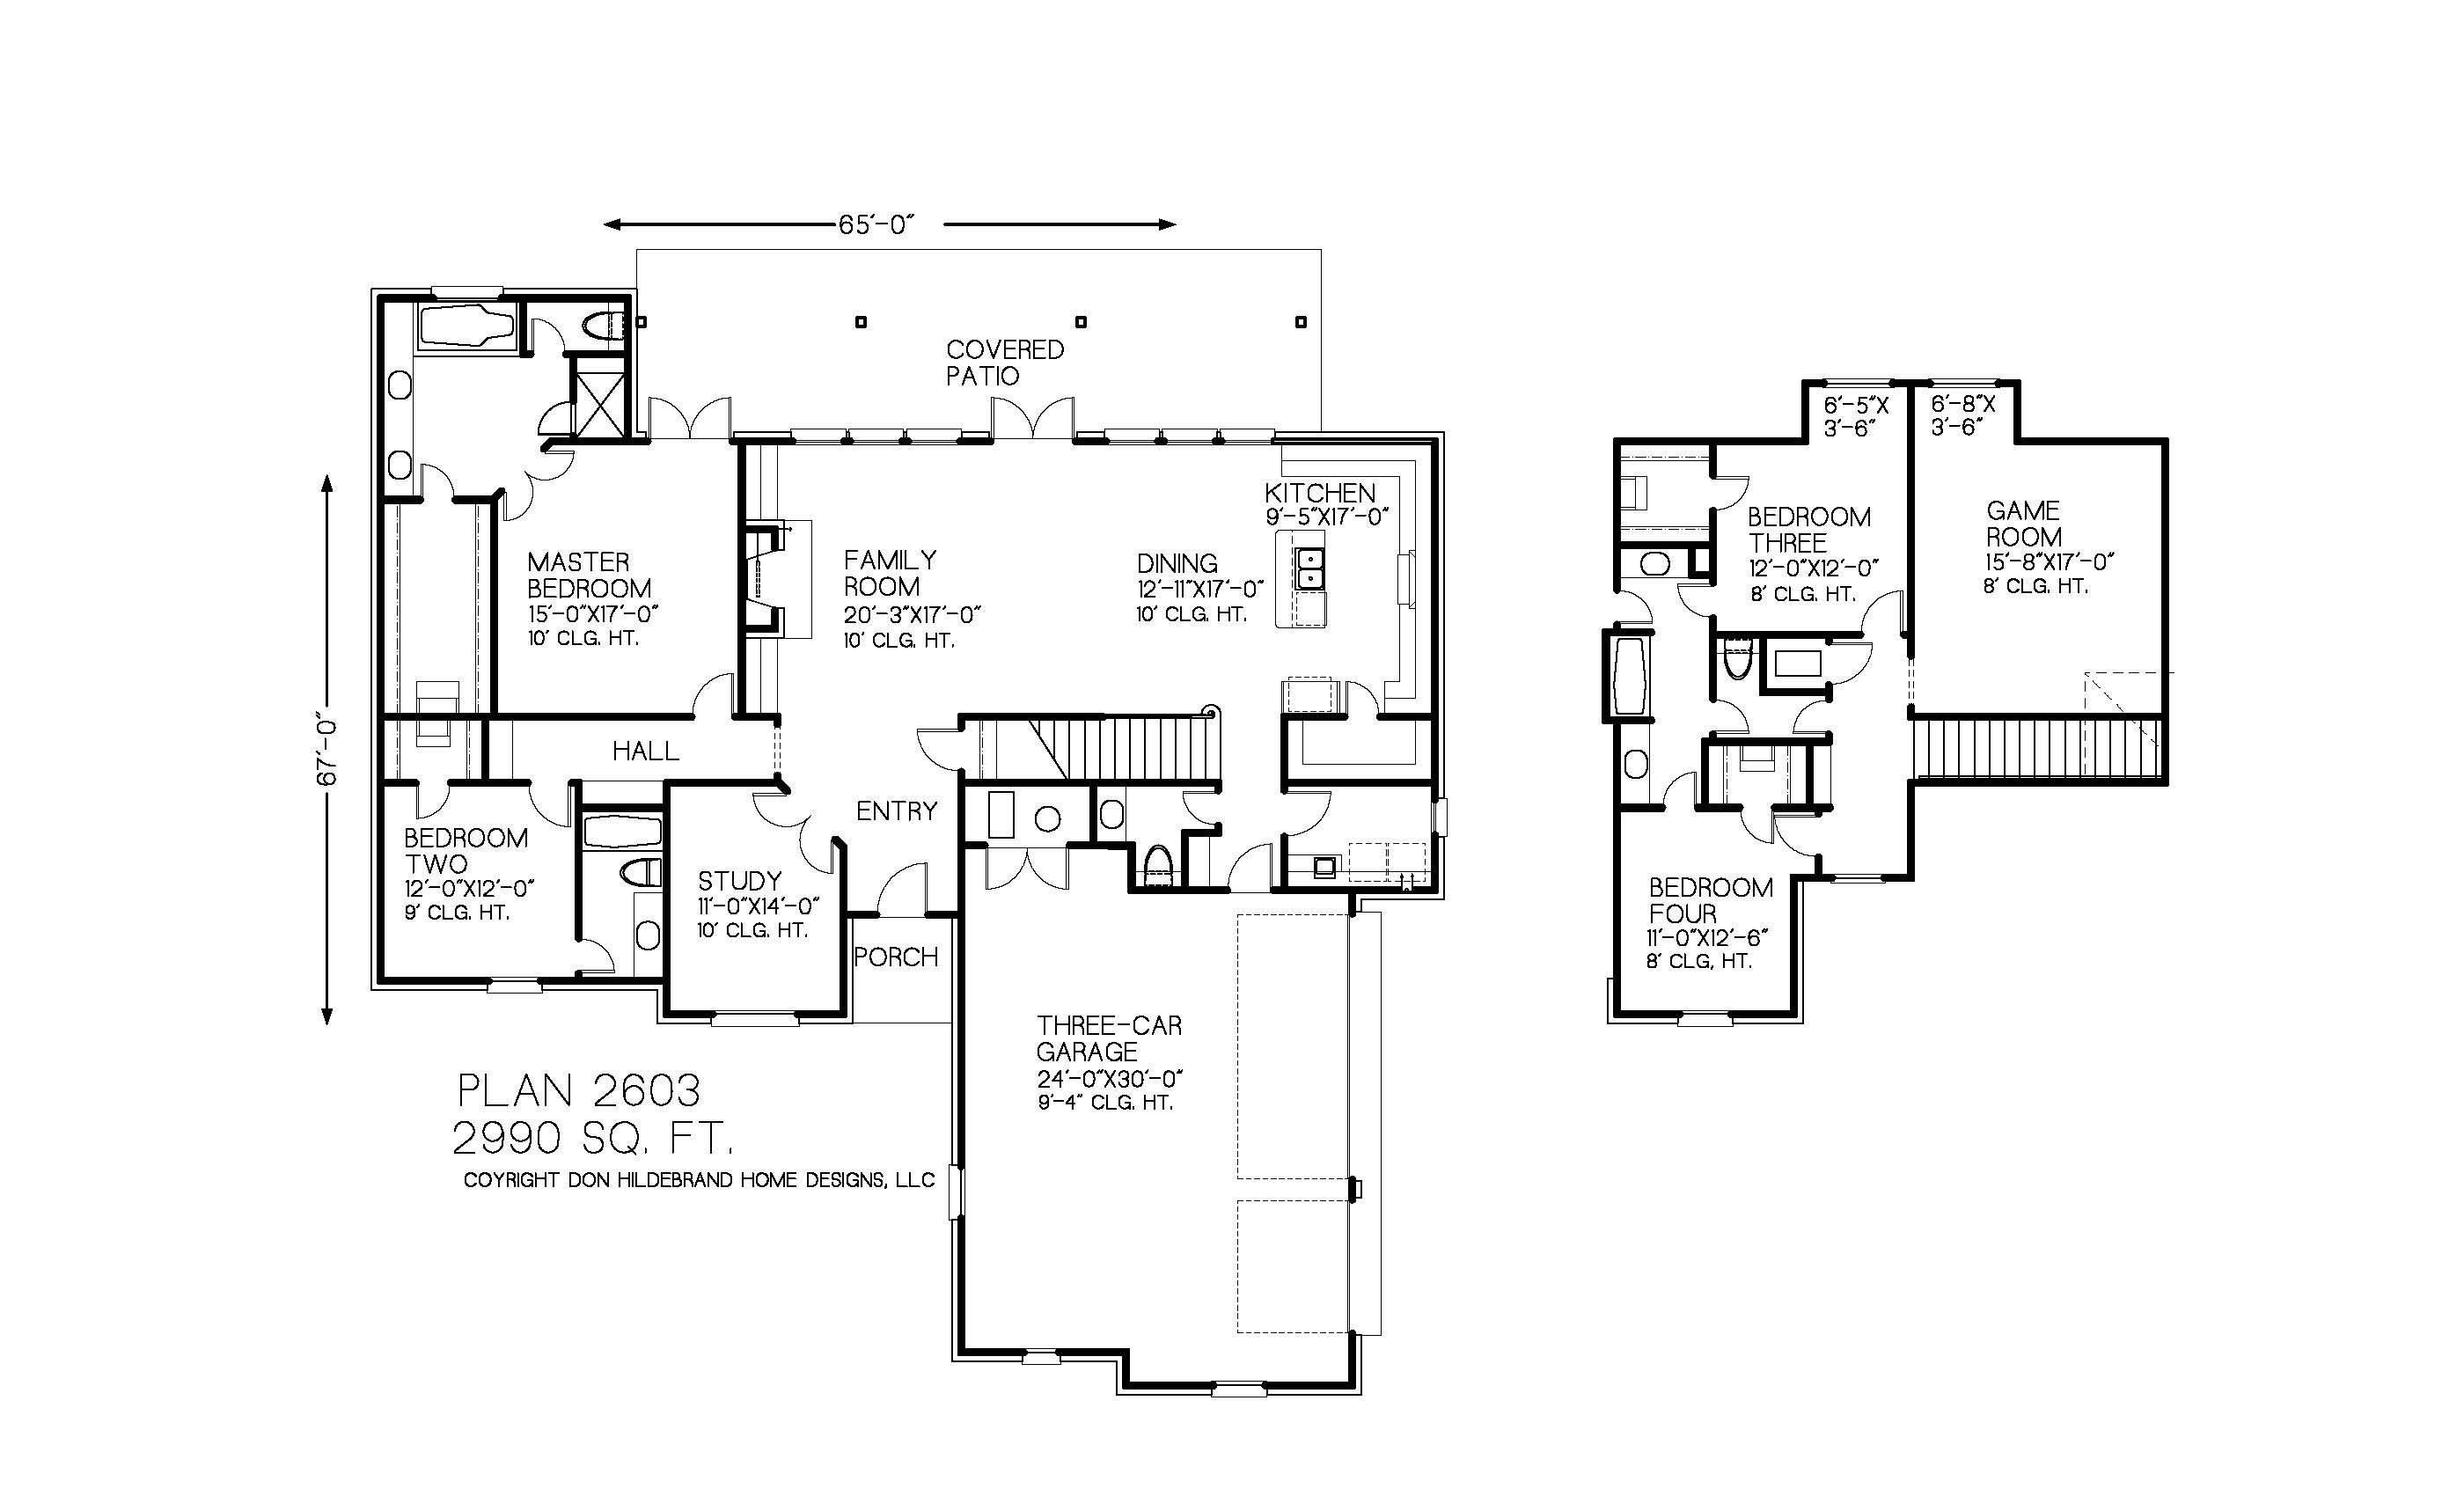 65'-0"
COVERED
PATIO
67'-0"
MASTER
BEDROOM
15'-0"X17'-0"
10' CLG. HT.
FAMILY
ROOM
20'-3"X17'-0"
10' CLG. HT.
DINING
12'-11"X17'-0"
10' CLG. HT.
KITCHEN
9'-5"X17'-0"
HALL
ENTRY
BEDROOM
TWO
12'-0"X12'-0"
9' CLG. HT.
STUDY
11'-0"X14'-0"
10' CLG. HT.
PORCH
THREE-CAR
GARAGE
24'-0"X30'-0"
9'-4" CLG. HT.
PLAN 2603
2990 SQ. FT.
COYRIGHT DON HILDEBRAND HOME DESIGNS, LLC
6'-5"X
3'-6"
6'-8"X
3'-6"
BEDROOM
THREE
12'-0"X12'-0"
8' CLG. HT.
GAME
ROOM
15'-8"X17'-0"
8' CLG. HT.
BEDROOM
FOUR
11'-0"X12'-6"
8' CLG, HT.